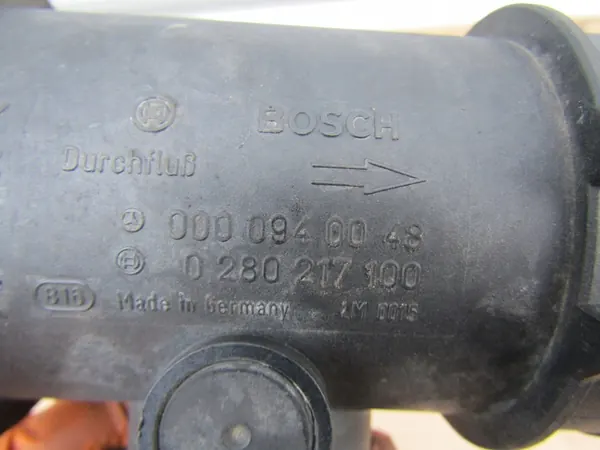 BOSCH
Durchfluß
000 094 00 48
0 280 217 100
B16
Made in Germany